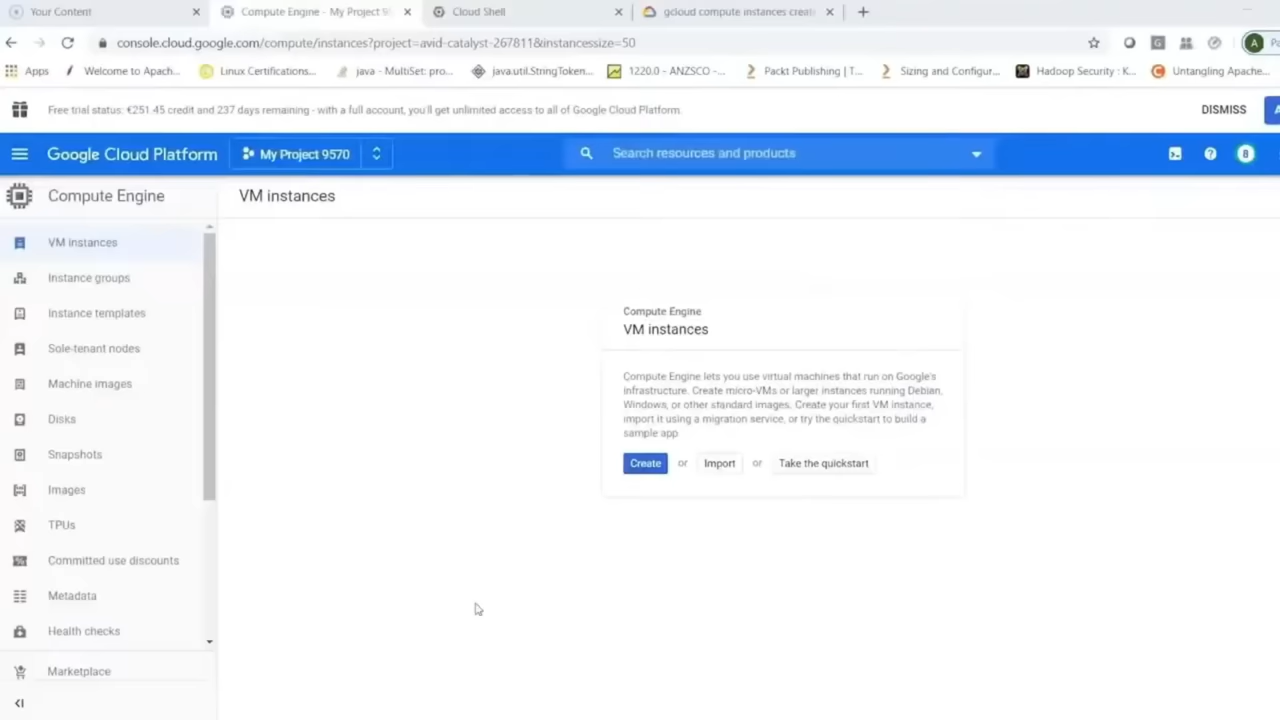 Your Content
Compute Engine - My Project 95
Cloud Shell
gcloud compute instances creat
console.cloud.google.com/compute/instances?project=avid-catalyst-267811&instancessize=50
A
Apps
Welcome to Apach...
Linux Certifications...
java - MultiSet: pro...
java.util.StringToken...
1220.0 - ANZSCO -...
Packt Publishing | T...
Sizing and Configur...
Hadoop Security : K...
Untangling Apache...
Free trial status: €251.45 credit and 237 days remaining - with a full account, you'll get unlimited access to all of Google Cloud Platform.
DISMISS
Google Cloud Platform
My Project 9570
Search resources and products
8
Compute Engine
VM instances
VM instances
Instance groups
Instance templates
Sole-tenant nodes
Machine images
Disks
Snapshots
Images
TPUs
Committed use discounts
Metadata
Health checks
Marketplace
Compute Engine
VM instances
Compute Engine lets you use virtual machines that run on Google's
infrastructure. Create micro-VMs or larger instances running Debian,
Windows, or other standard images. Create your first VM instance,
import it using a migration service, or try the quickstart to build a
sample app
Create or Import or Take the quickstart